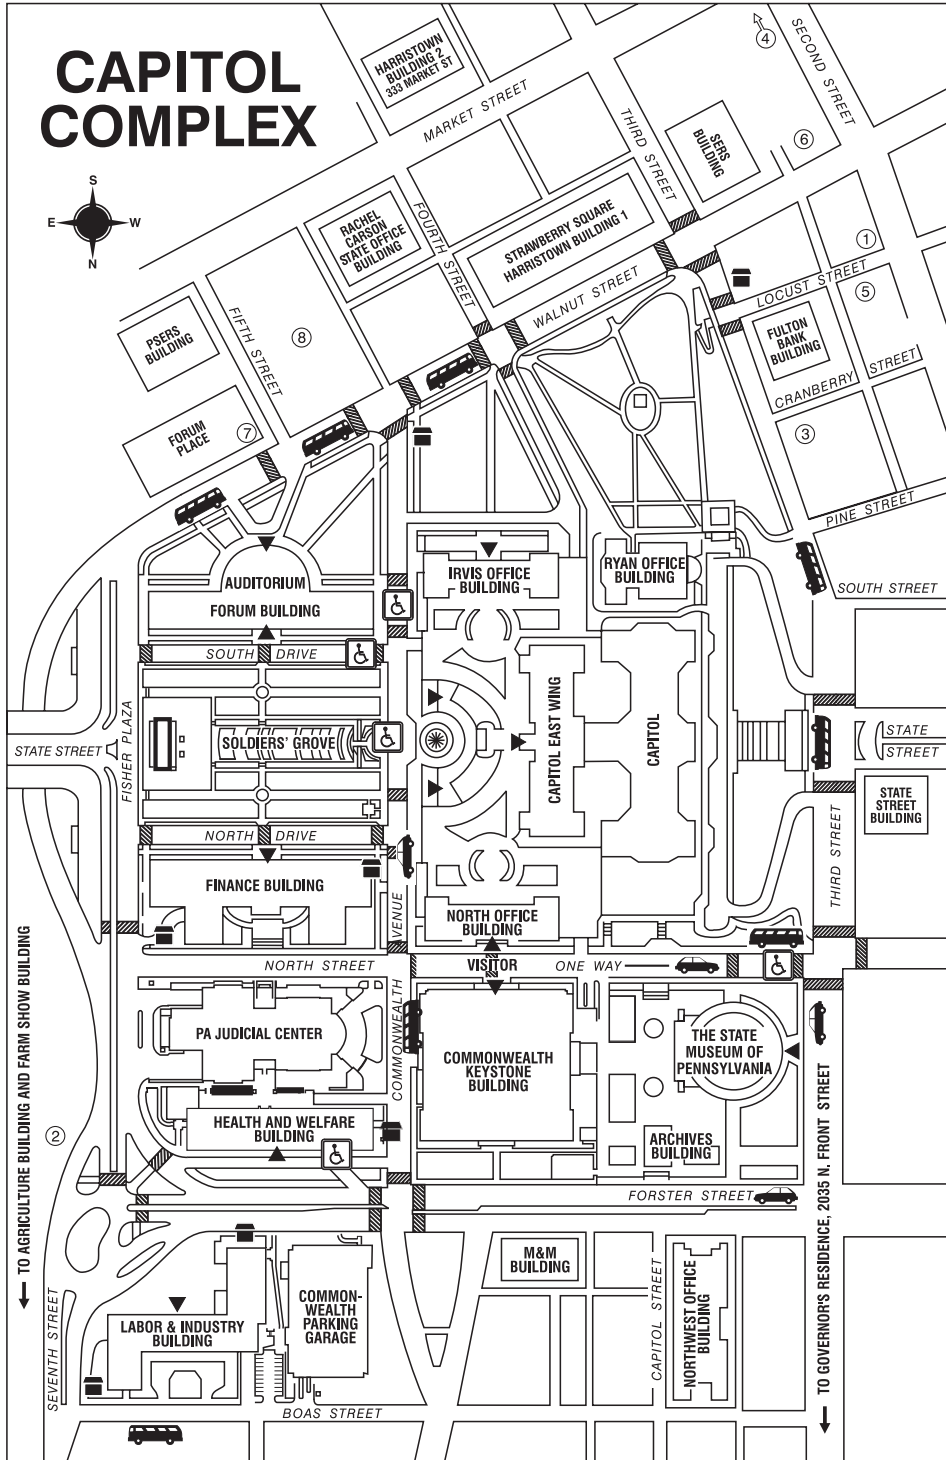 CAPITOL
COMPLEX
S
E
W
N
HARRISTOWN
BUILDING 2
333 MARKET ST
MARKET STREET
4
SECOND STREET
THIRD STREET
SERS
BUILDING
6
RACHEL
CARSON
STATE OFFICE
BUILDING
FOURTH STREET
STRAWBERRY SQUARE
HARRISTOWN BUILDING 1
WALNUT STREET
1
LOCUST STREET
5
FULTON
BANK
BUILDING
CRANBERRY STREET
3
PINE STREET
PSERS
BUILDING
FIFTH STREET
8
FORUM
PLACE
7
AUDITORIUM
FORUM BUILDING
IRVIS OFFICE
BUILDING
RYAN OFFICE
BUILDING
SOUTH STREET
SOUTH DRIVE
FISHER PLAZA
STATE STREET
SOLDIERS' GROVE
CAPITOL EAST WING
CAPITOL
STATE
STREET
STATE
STREET
BUILDING
THIRD STREET
NORTH DRIVE
FINANCE BUILDING
NORTH OFFICE
BUILDING
COMMONWEALTH AVENUE
NORTH STREET
VISITOR
ONE WAY
TO AGRICULTURE BUILDING AND FARM SHOW BUILDING
PA JUDICIAL CENTER
COMMONWEALTH
KEYSTONE
BUILDING
THE STATE
MUSEUM OF
PENNSYLVANIA
2
HEALTH AND WELFARE
BUILDING
ARCHIVES
BUILDING
FORSTER STREET
TO GOVERNOR'S RESIDENCE, 2035 N. FRONT STREET
M&M
BUILDING
CAPITOL STREET
NORTHWEST OFFICE
BUILDING
SEVENTH STREET
LABOR & INDUSTRY
BUILDING
COMMON-
WEALTH
PARKING
GARAGE
BOAS STREET